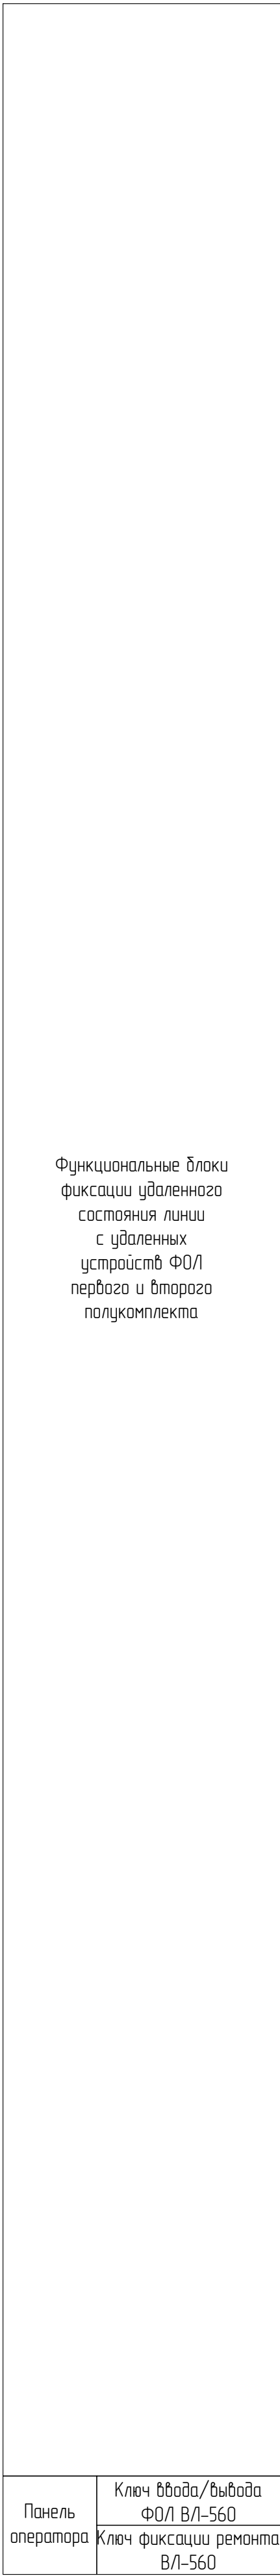 Функциональные блоки
фиксации удаленного
состояния линии
с удаленных
устройств ФОЛ
первого и второго
полукомплекта
Панель
оператора
Ключ ввода/вывода
ФОЛ ВЛ-560
Ключ фиксации ремонта
ВЛ-560